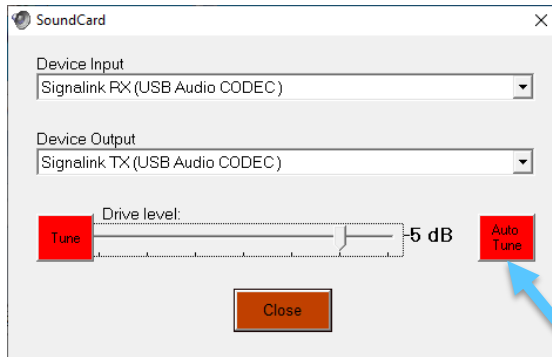 SoundCard
Device Input
Signalink RX (USB Audio CODEC)
Device Output
Signalink TX (USB Audio CODEC)
Drive level:
Tune
-5 dB
Auto
Tune
Close